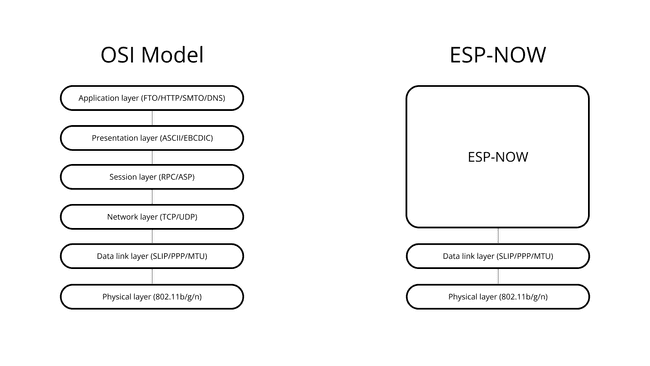 OSI Model
Application layer (FTO/HTTP/SMTO/DNS)
Presentation layer (ASCII/EBCDIC)
Session layer (RPC/ASP)
Network layer (TCP/UDP)
Data link layer (SLIP/PPP/MTU)
Physical layer (802.11b/g/n)
ESP-NOW
ESP-NOW
Data link layer (SLIP/PPP/MTU)
Physical layer (802.11b/g/n)